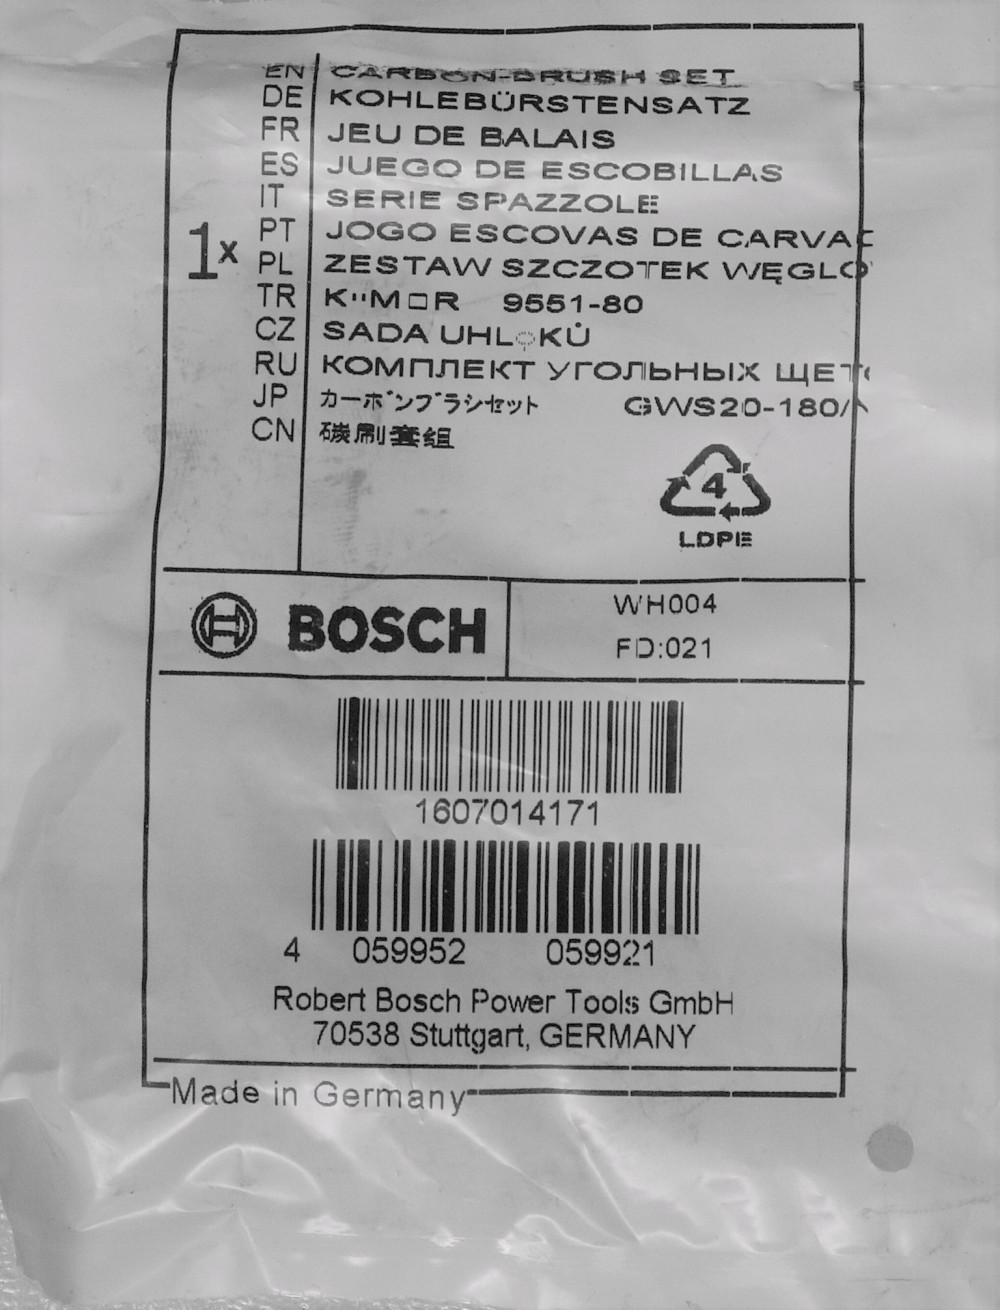 1x
EN CARBON-BRUSH SET
DE KOHLEBÜRSTENSATZ
FR JEU DE BALAIS
ES JUEGO DE ESCOBILLAS
IT SERIE SPAZZOLE
PT JOGO ESCOVAS DE CARVAC
PL ZESTAW SZCZOTEK WĘGLO
TR 9551-80
CZ SADA
RU КОМПЛЕКТ УГОЛЬНЫХ ЩЕТ
JP カーボンブラシセット GWS20-180/
CN 刷套组
4
LDPE
BOSCH
WH004
FD:021
1607014171
4 059952 059921
Robert Bosch Power Tools GmbH
70538 Stuttgart, GERMANY
Made in Germany